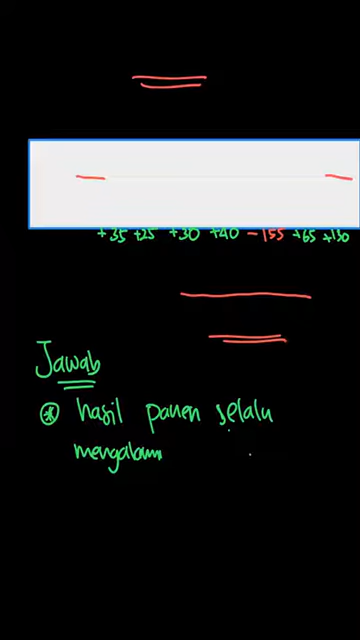 +35 +25 +30 +40 -155 +65 +130
Jawab
* hasil panen selalu
mengalami